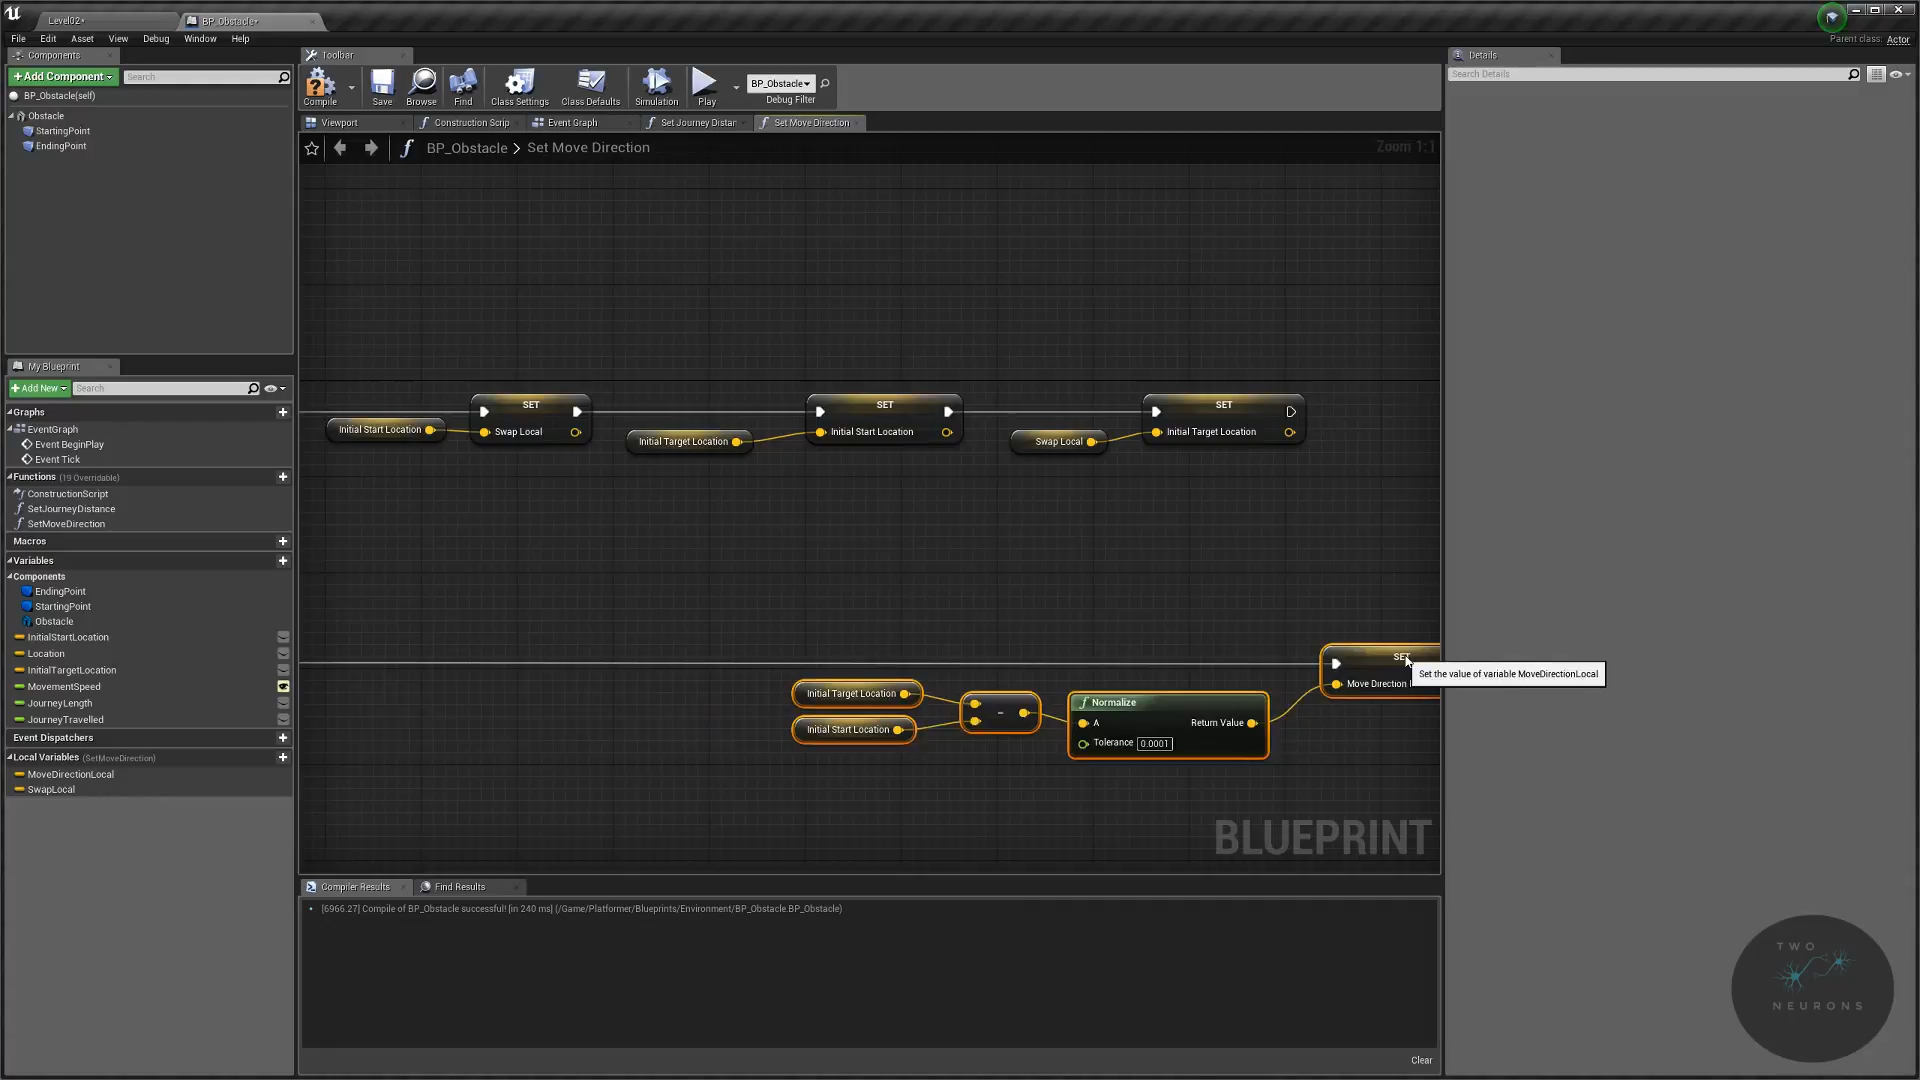 Level02*
BP_Obstacle*
File Edit Asset View Debug Window Help
Parent class: Actor
Components
+Add Component
Search
BP_Obstacle(self)
Obstacle
StartingPoint
EndingPoint
Toolbar
Compile
Save
Browse
Find
Class Settings
Class Defaults
Simulation
Play
BP_Obstacle
Debug Filter
Details
Search Details
Viewport
Construction Scrip
Event Graph
Set Journey Distar
Set Move Direction
BP_Obstacle > Set Move Direction
Zoom 1:1
My Blueprint
+Add New
Search
Graphs
EventGraph
Event BeginPlay
Event Tick
Functions (19 Overridable)
ConstructionScript
SetJourneyDistance
SetMoveDirection
Macros
Variables
Components
EndingPoint
StartingPoint
Obstacle
InitialStartLocation
Location
InitialTargetLocation
MovementSpeed
JourneyLength
JourneyTravelled
Event Dispatchers
Local Variables (SetMoveDirection)
MoveDirectionLocal
SwapLocal
Initial Start Location
SET
Swap Local
Initial Target Location
SET
Initial Start Location
Swap Local
SET
Initial Target Location
Initial Target Location
Initial Start Location
-
f Normalize
A
Return Value
Tolerance 0.0001
SET
Move Direction
Set the value of variable MoveDirectionLocal
BLUEPRINT
Compiler Results
Find Results
[6966.27] Compile of BP_Obstacle successful! [in 240 ms] (/Game/Platformer/Blueprints/Environment/BP_Obstacle.BP_Obstacle)
Clear
TWO
NEURONS